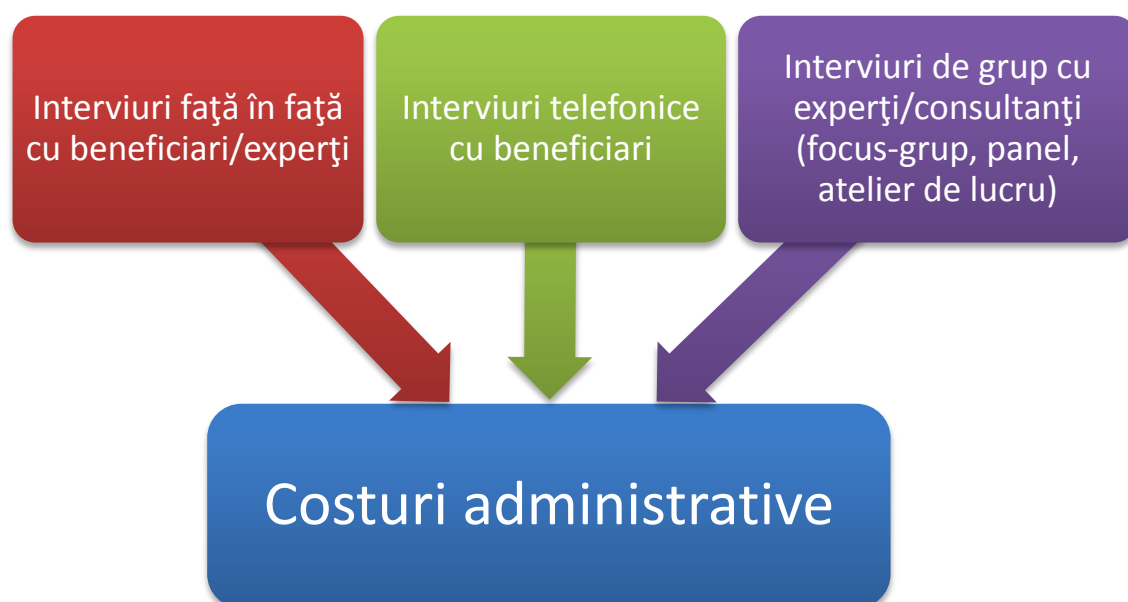 Interviuri faţă în faţă
cu beneficiari/experţi
Interviuri telefonice
cu beneficiari
Interviuri de grup cu
experţi/consultanţi
(focus-grup, panel,
atelier de lucru)
Costuri administrative